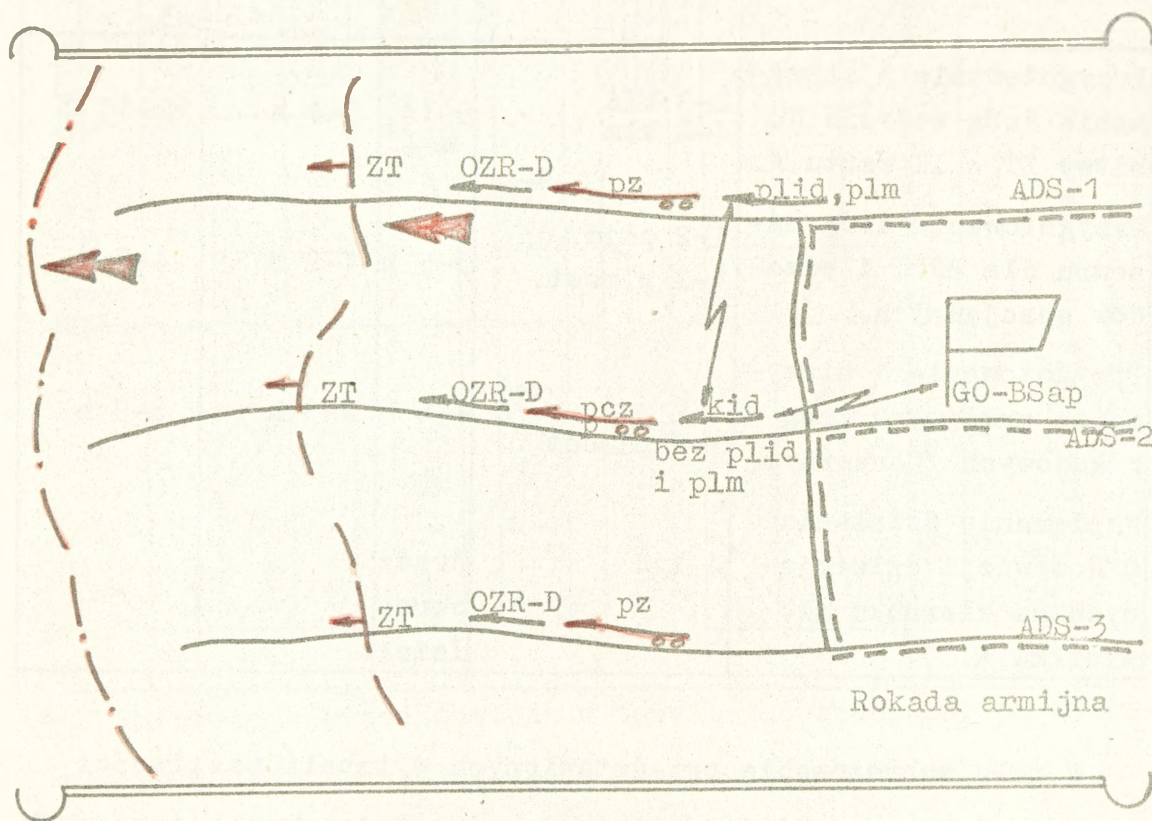 ZT OZR-D pz plid,plm ADS-1
GO-BSap
ZT OZR-D pcz kid ADS-2
bez plid
i plm
ZT OZR-D pz ADS-3
Rokada armijna